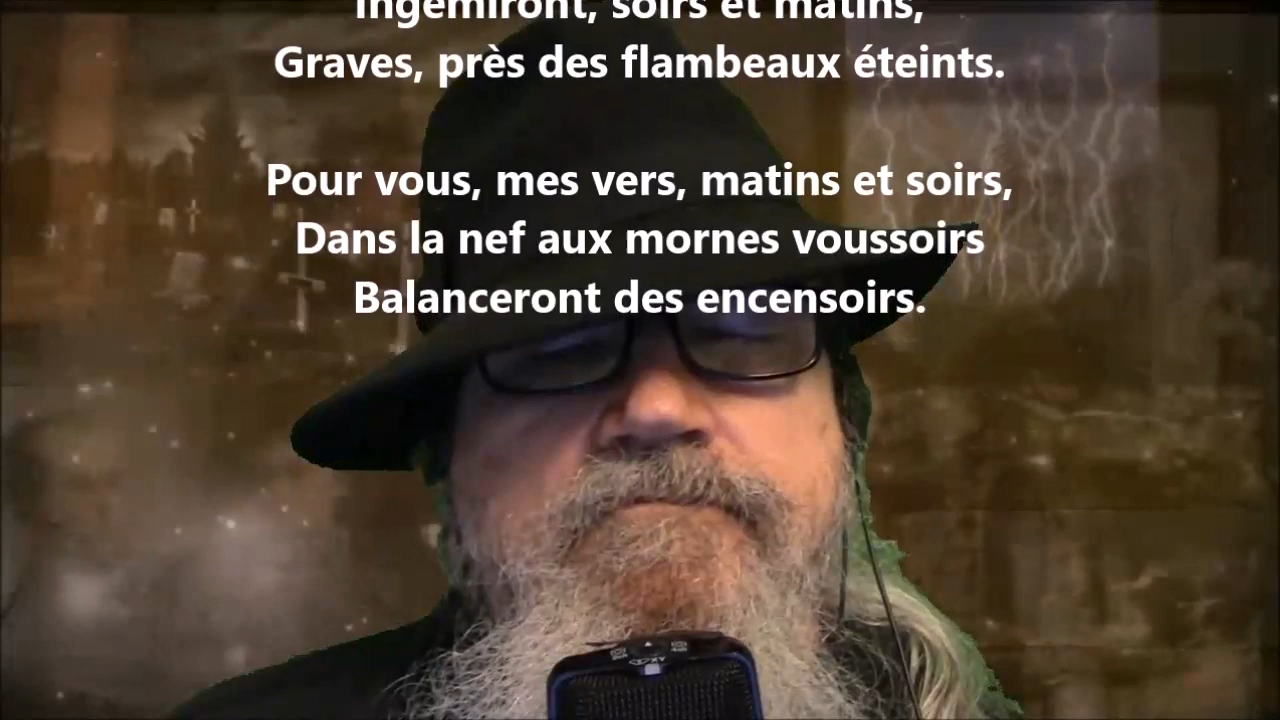 Ingémiront, soirs et matins,
Graves, près des flambeaux éteints.
Pour vous, mes vers, matins et soirs,
Dans la nef aux mornes voussoirs
Balanceront des encensoirs.